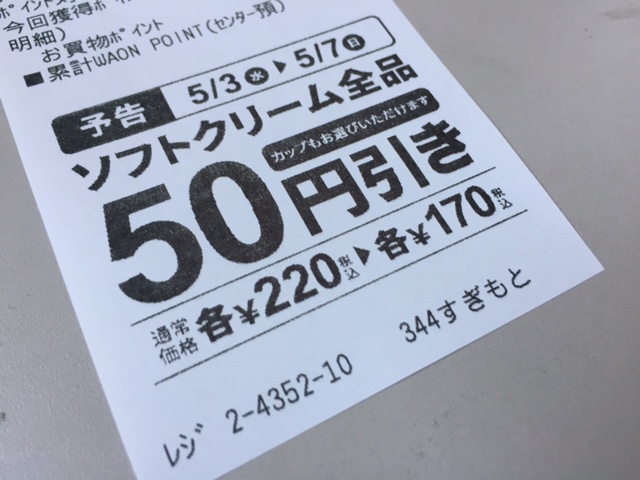 今回獲得ポイ
明細)
お買物ポイント
■累計WAON POINT(センター預)
予告 5/3水▶5/7日
ソフトクリーム全品
カップもお選びいただけます
50円引き
通常価格 各¥220税込▶各¥170税込
レジ 2-4352-10 344すぎもと